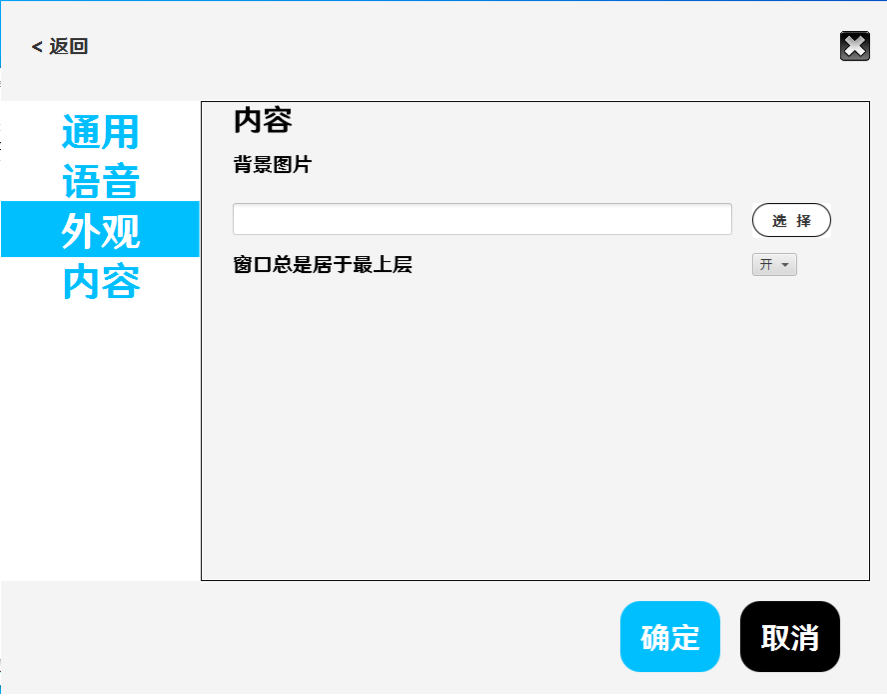 < 返回
通用
语音
外观
内容
内容
背景图片
选 择
窗口总是居于最上层
开
确定
取消